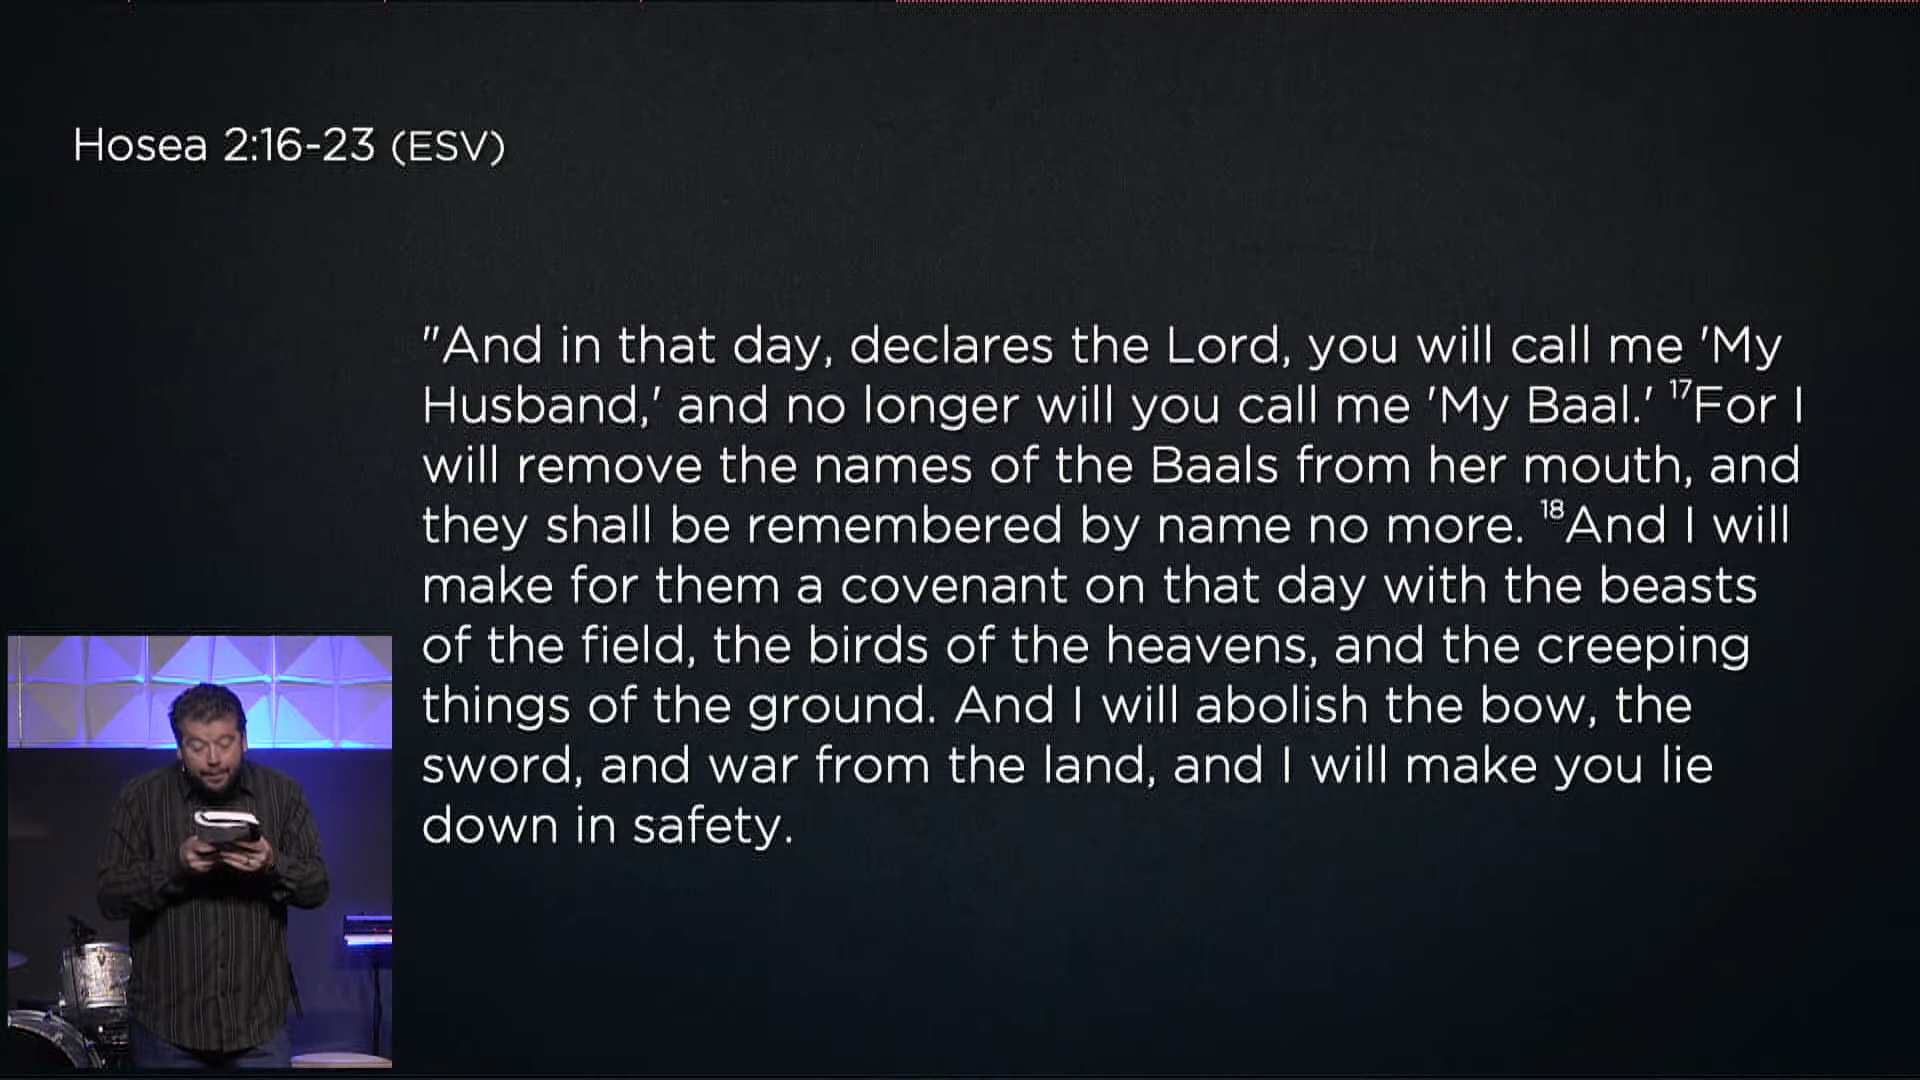 Hosea 2:16-23 (ESV)
"And in that day, declares the Lord, you will call me 'My
Husband,' and no longer will you call me 'My Baal.' 17For I
will remove the names of the Baals from her mouth, and
they shall be remembered by name no more. 18And I will
make for them a covenant on that day with the beasts
of the field, the birds of the heavens, and the creeping
things of the ground. And I will abolish the bow, the
sword, and war from the land, and I will make you lie
down in safety.